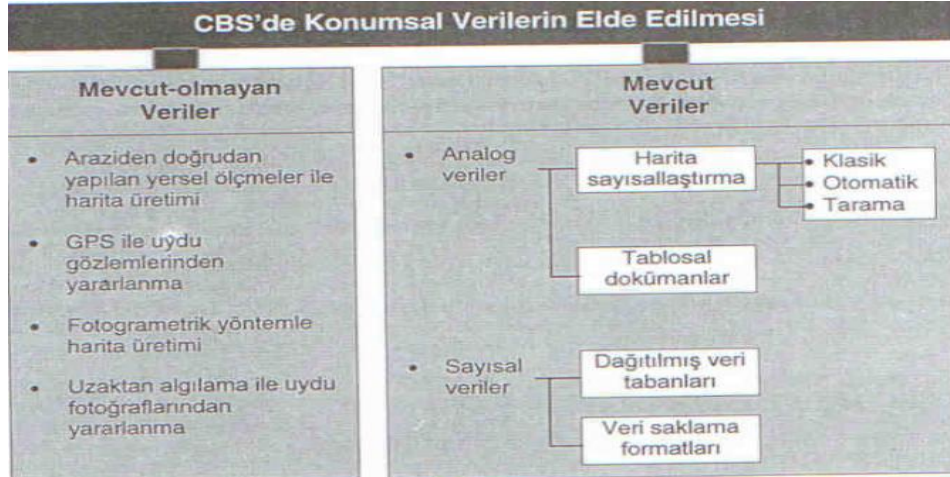 CBS'de Konumsal Verilerin Elde Edilmesi
Mevcut-olmayan
Veriler
• Araziden doğrudan
yapılan yersel ölçmeler ile
harita üretimi
• GPS ile uydu
gözlemlerinden
yararlanma
• Fotogrametrik yöntemle
harita üretimi
• Uzaktan algılama ile uydu
fotoğraflarından
yararlanma
Mevcut
Veriler
• Analog
veriler
Harita
sayısallaştırma
• Klasik
• Otomatik
• Tarama
Tablosal
dokümanlar
• Sayısal
veriler
Dağıtılmış veri
tabanları
Veri saklama
formatları